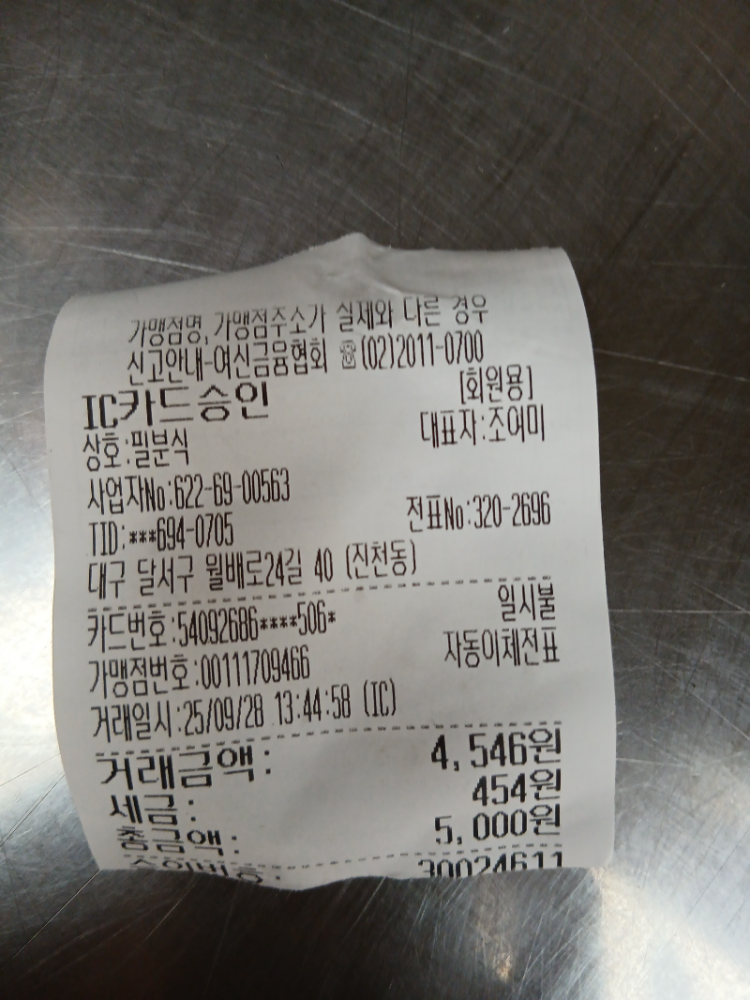 가맹점명, 가맹점주소가 실제와 다른 경우
신고안내-여신금융협회 ☎(02)2011-0700
IC카드승인 [회원용]
상호:필분식 대표자:조어미
사업자No:622-69-00563
TID:***694-0705 전표No:320-2696
대구 달서구 월배로24길 40 (진천동)
카드번호:54092686****506* 일시불
가맹점번호:00111709466 자동이체전표
거래일시:25/09/28 13:44:58 (IC)
거래금액: 4,546원
세금: 454원
총금액: 5,000원
승인번호: 30024611